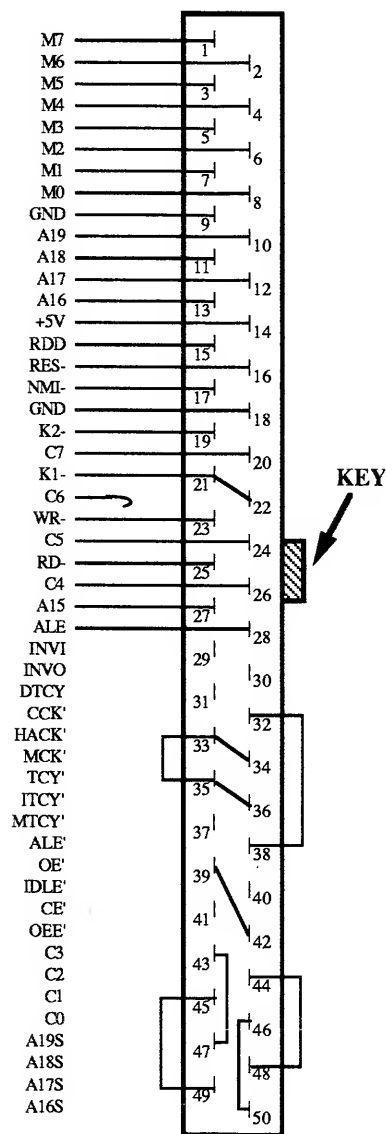 M7 1
M6 2
M5 3
M4 4
M3 5
M2 6
M1 7
M0 8
GND 9
A19 10
A18 11
A17 12
A16 13
+5V 14
RDD 15
RES- 16
NMI- 17
GND 18
K2- 19
C7 20
K1- 21
KEY
C6 22
WR- 23
C5 24
RD- 25
C4 26
A15 27
ALE 28
INVI 29
INVO 30
DTCY 31
CCK' 32
HACK' 33
MCK' 34
TCY' 35
ITCY' 36
MTCY' 37
ALE' 38
OE' 39
IDLE' 40
CE' 41
OEE' 42
C3 43
C2 44
C1 45
C0 46
A19S 47
A18S 48
A17S 49
A16S 50